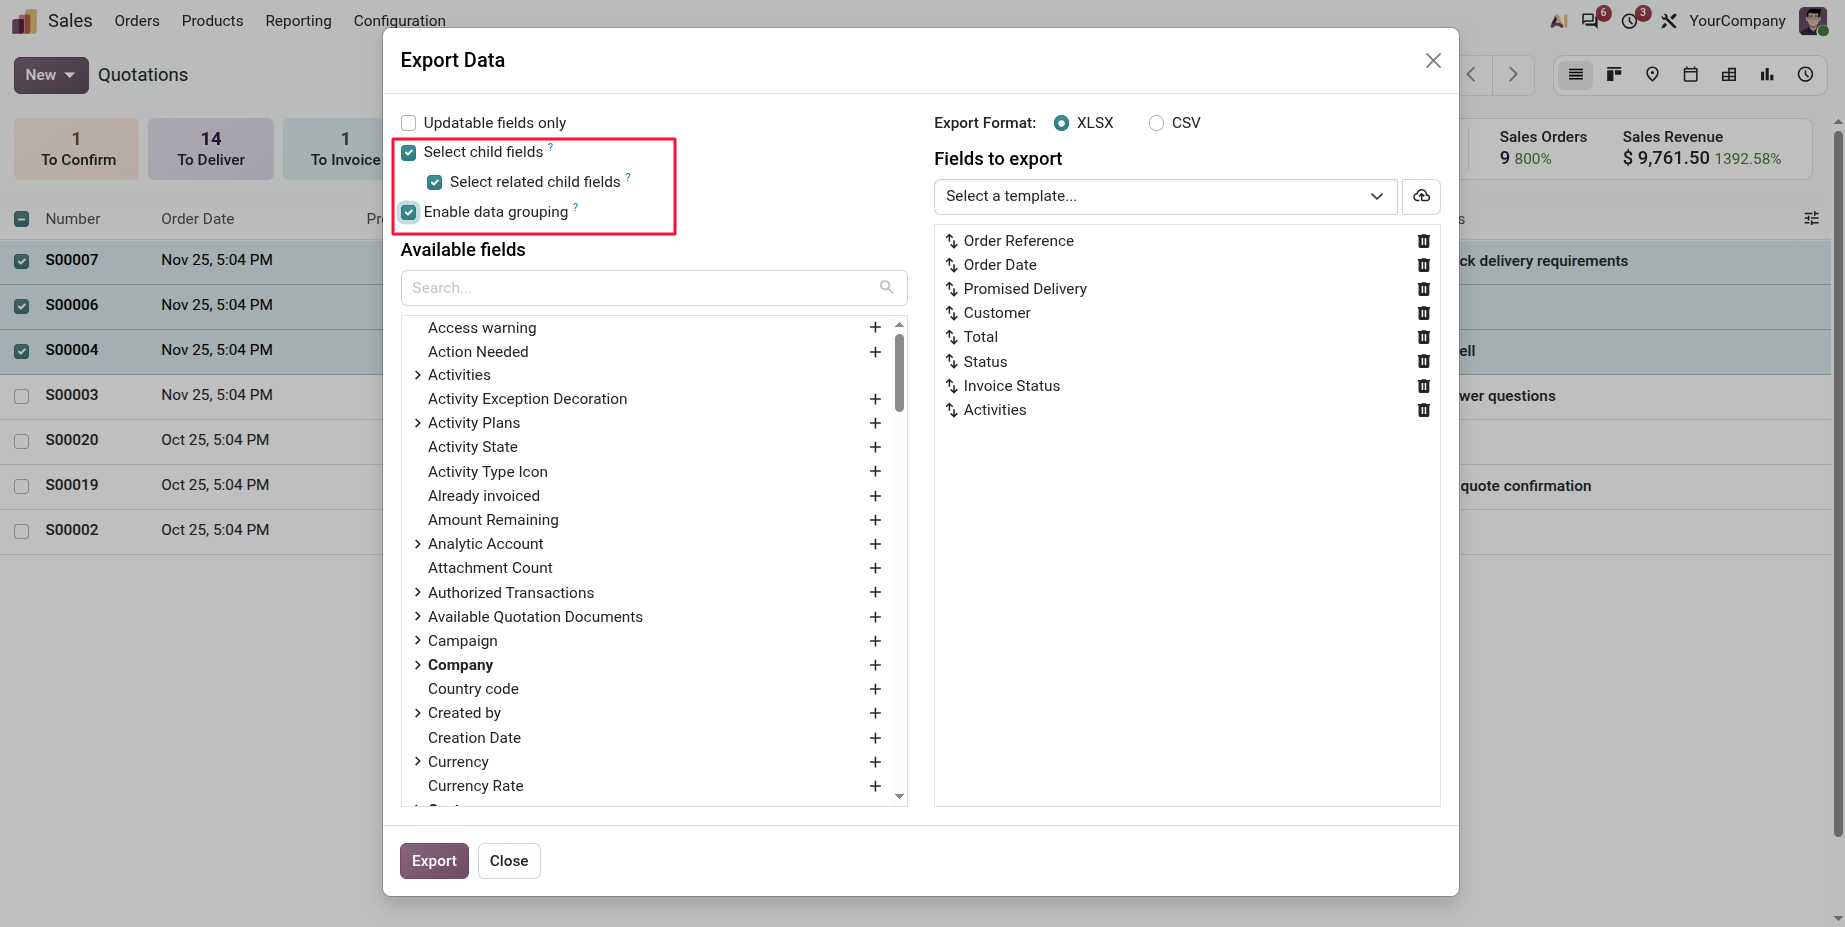 Sales Orders Products Reporting Configuration
AI 6 3 YourCompany
New Quotations
1
To Confirm
14
To Deliver
1
To Invoice
Sales Orders
9 800%
Sales Revenue
$ 9,761.50 1392.58%
Number Order Date
S00007 Nov 25, 5:04 PM
S00006 Nov 25, 5:04 PM
S00004 Nov 25, 5:04 PM
S00003 Nov 25, 5:04 PM
S00020 Oct 25, 5:04 PM
S00019 Oct 25, 5:04 PM
S00002 Oct 25, 5:04 PM
Export Data
Updatable fields only
Select child fields ?
Select related child fields ?
Enable data grouping ?
Available fields
Search...
Access warning
Action Needed
Activities
Activity Exception Decoration
Activity Plans
Activity State
Activity Type Icon
Already invoiced
Amount Remaining
Analytic Account
Attachment Count
Authorized Transactions
Available Quotation Documents
Campaign
Company
Country code
Created by
Creation Date
Currency
Currency Rate
Export Format: XLSX CSV
Fields to export
Select a template...
Order Reference
Order Date
Promised Delivery
Customer
Total
Status
Invoice Status
Activities
Export Close
delivery requirements
questions
quote confirmation